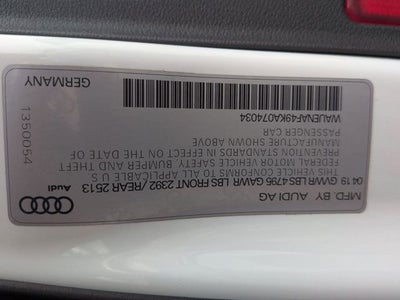 MFD. BY AUDI AG
04 19 GVWR LBS 4795 GAWR LBS FRONT 2392 / REAR 2513
THIS VEHICLE CONFORMS TO ALL APPLICABLE U.S.
FEDERAL MOTOR VEHICLE SAFETY BUMPER AND THEFT
PREVENTION STANDARDS IN EFFECT ON THE DATE OF
MANUFACTURE SHOWN ABOVE
PASSENGER CAR
WAUENAF49KA074034
Audi
1350054
GERMANY